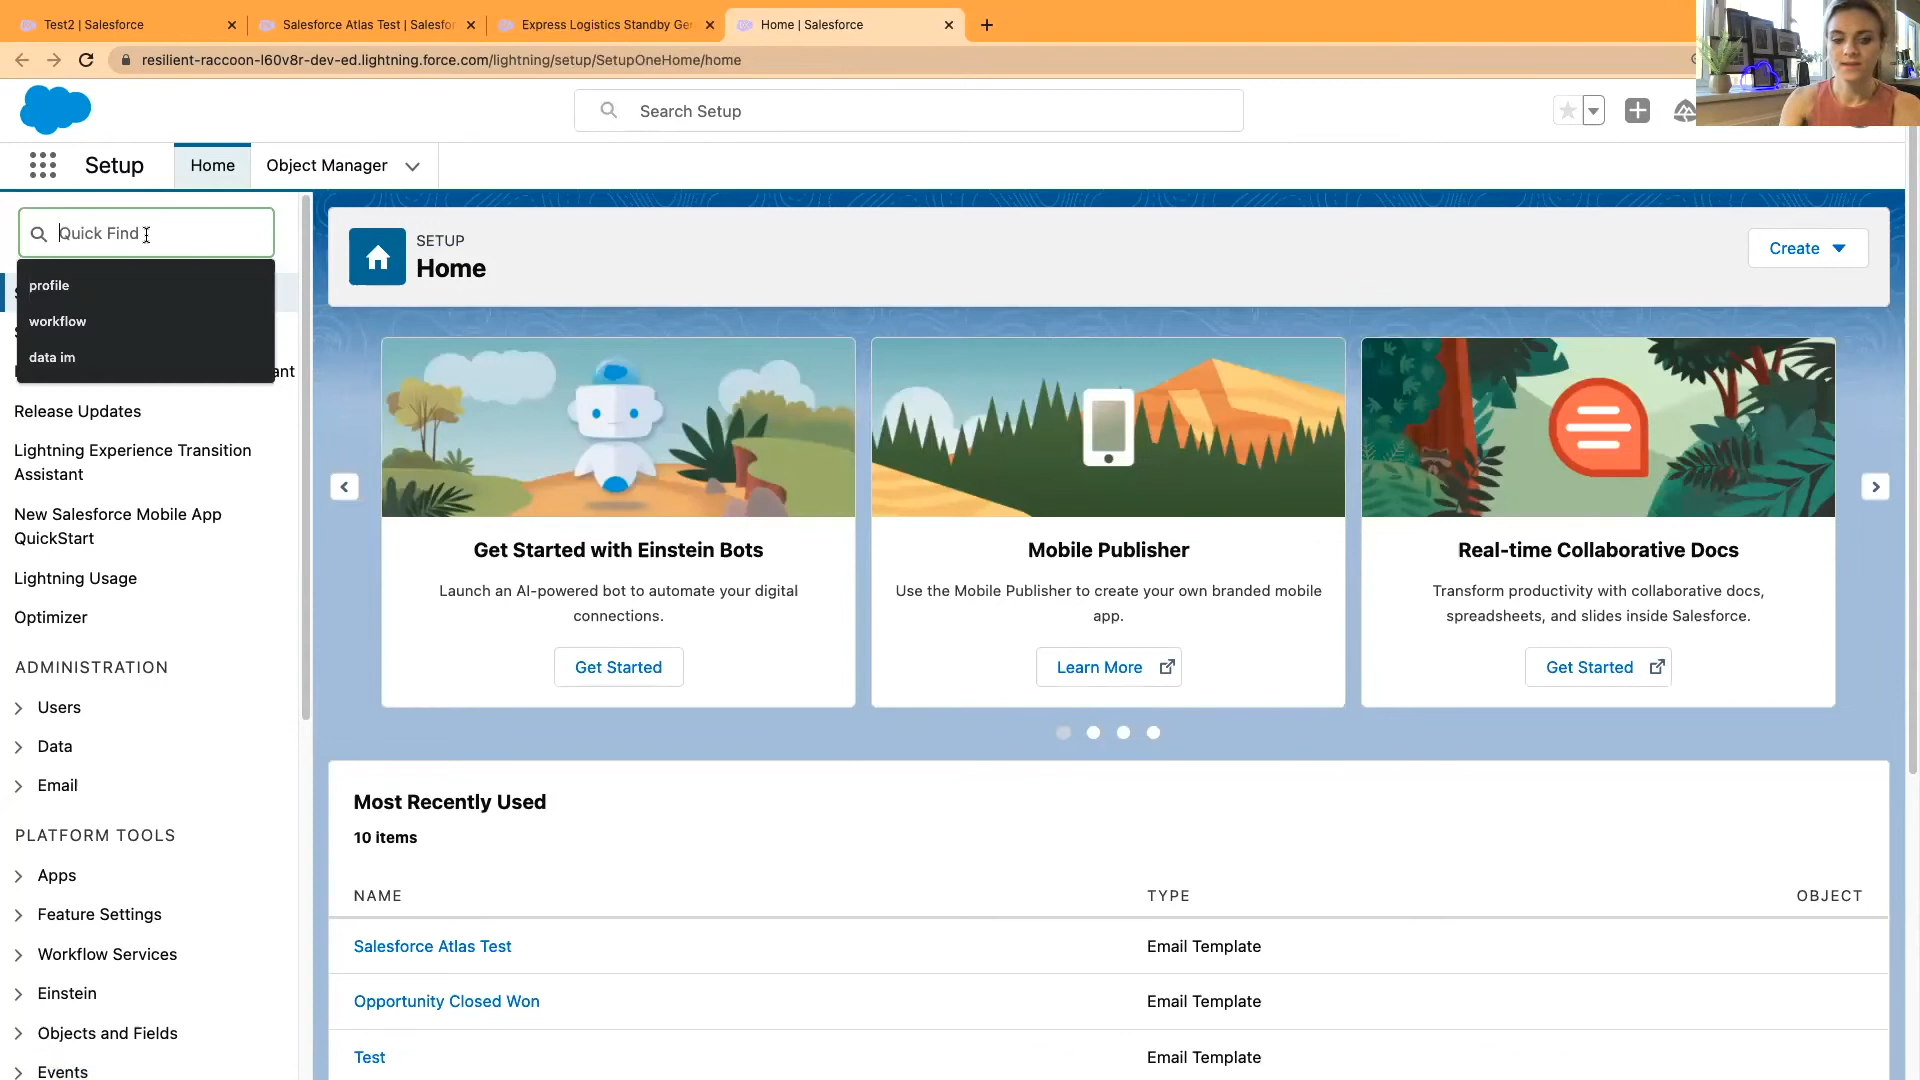 Test2 | Salesforce
Salesforce Atlas Test | Salesfor
Express Logistics Standby Ger
Home | Salesforce
resilient-raccoon-l60v8r-dev-ed.lightning.force.com/lightning/setup/SetupOneHome/home
Search Setup
Setup
Home
Object Manager
Quick Find
profile
workflow
data im
ant
Release Updates
Lightning Experience Transition
Assistant
New Salesforce Mobile App
QuickStart
Lightning Usage
Optimizer
ADMINISTRATION
Users
Data
Email
PLATFORM TOOLS
Apps
Feature Settings
Workflow Services
Einstein
Objects and Fields
Events
SETUP
Home
Create
Get Started with Einstein Bots
Launch an AI-powered bot to automate your digital
connections.
Get Started
Mobile Publisher
Use the Mobile Publisher to create your own branded mobile
app.
Learn More
Real-time Collaborative Docs
Transform productivity with collaborative docs,
spreadsheets, and slides inside Salesforce.
Get Started
Most Recently Used
10 items
NAME TYPE OBJECT
Salesforce Atlas Test Email Template
Opportunity Closed Won Email Template
Test Email Template